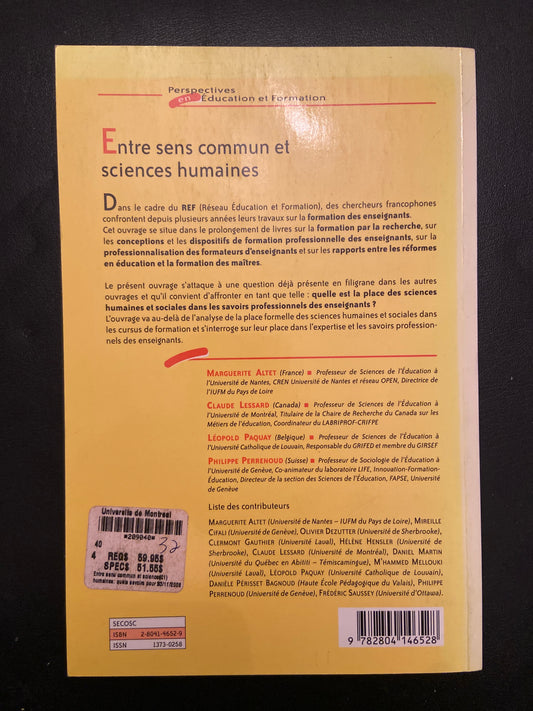 Perspectives
en Éducation et Formation
Entre sens commun et
sciences humaines
Dans le cadre du REF (Réseau Éducation et Formation), des chercheurs francophones
confrontent depuis plusieurs années leurs travaux sur la formation des enseignants.
Cet ouvrage se situe dans le prolongement de livres sur la formation par la recherche, sur
les conceptions et les dispositifs de formation professionnelle des enseignants, sur la
professionnalisation des formateurs d'enseignants et sur les rapports entre les réformes
en éducation et la formation des maîtres.
Le présent ouvrage s'attaque à une question déjà présente en filigrane dans les autres
ouvrages et qu'il convient d'affronter en tant que telle : quelle est la place des sciences
humaines et sociales dans les savoirs professionnels des enseignants ?
L'ouvrage va au-delà de l'analyse de la place formelle des sciences humaines et sociales dans
les cursus de formation et s'interroge sur leur place dans l'expertise et les savoirs profession-
nels des enseignants.
MARGUERITE ALTET (France) ■ Professeur de Sciences de l'Éducation à
l'Université de Nantes, CREN Université de Nantes et réseau OPEN, Directrice de
l'IUFM du Pays de Loire
CLAUDE LESSARD (Canada) ■ Professeur de Sciences de l'Éducation à
l'Université de Montréal, Titulaire de la Chaire de Recherche du Canada sur les
Métiers de l'éducation, Coordinateur du LABRIPROF-CRIFPE
LÉOPOLD PAQUAY (Belgique) ■ Professeur de Sciences de l'Éducation à
l'Université Catholique de Louvain, Responsable du GRIFED et membre du GIRSEF
PHILIPPE PERRENOUD (Suisse) ■ Professeur de Sociologie de l'Éducation à
l'Université de Genève, Co-animateur du laboratoire LIFE, Innovation-Formation-
Éducation, Directeur de la section des Sciences de l'Éducation, FAPSE, Université
de Genève
Liste des contributeurs
MARGUERITE ALTET (Université de Nantes – IUFM du Pays de Loire), MIREILLE
CIFALI (Université de Genève), OLIVIER DEZUTTER (Université de Sherbrooke),
CLERMONT GAUTHIER (Université Laval), HÉLÈNE HENSLER (Université de
Sherbrooke), CLAUDE LESSARD (Université de Montréal), DANIEL MARTIN
(Université du Québec en Abititi – Témiscamingue), M'HAMMED MELLOUKI
(Université Laval), LÉOPOLD PAQUAY (Université Catholique de Louvain),
DANIÈLE PÉRISSET BAGNOUD (Haute École Pédagogique du Valais), PHILIPPE
PERRENOUD (Université de Genève), FRÉDÉRIC SAUSSEY (Université d'Ottawa).
Université de Montréal
*209040*
40
32
4 REG$ 59.95$
SPEC$ 51.55$
Entre sens commun et sciences(01)
humaines: quels savoirs pour
SECOSC
ISBN 2-8041-4652-9
ISSN 1373-0258
9 782804 146528